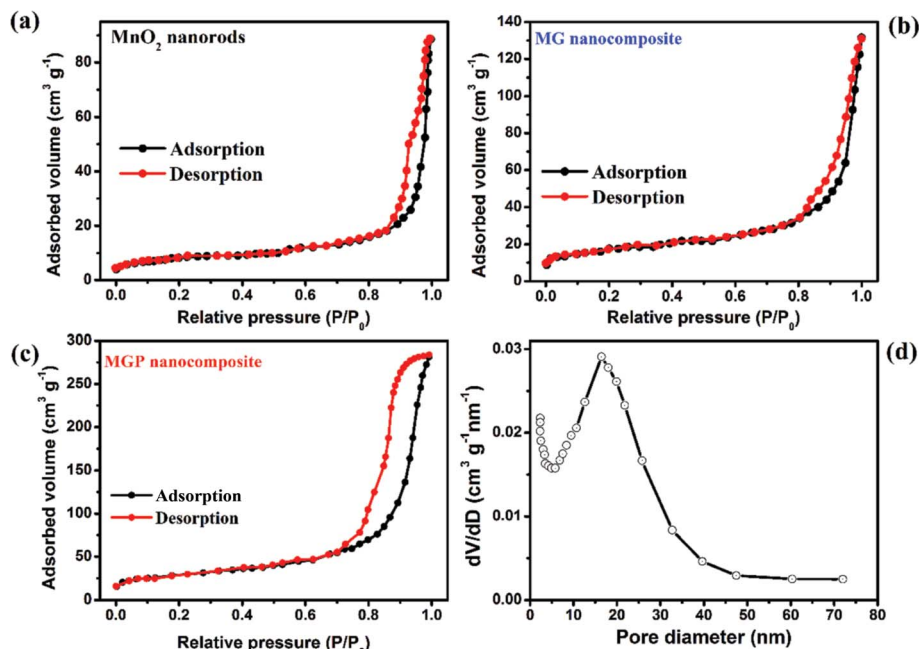 (a)
MnO₂ nanorods
Adsorption
Desorption
Adsorbed volume (cm³ g⁻¹)
80
60
40
20
0
0.0 0.2 0.4 0.6 0.8 1.0
Relative pressure (P/P₀)
(b)
MG nanocomposite
Adsorption
Desorption
Adsorbed volume (cm³ g⁻¹)
140
120
100
80
60
40
20
0
0.0 0.2 0.4 0.6 0.8 1.0
Relative pressure (P/P₀)
(c)
MGP nanocomposite
Adsorption
Desorption
Adsorbed volume (cm³ g⁻¹)
300
250
200
150
100
50
0
0.0 0.2 0.4 0.6 0.8 1.0
Relative pressure (P/P₀)
(d)
dV/dD (cm³ g⁻¹nm⁻¹)
0.03
0.02
0.01
0.00
0 10 20 30 40 50 60 70 80
Pore diameter (nm)